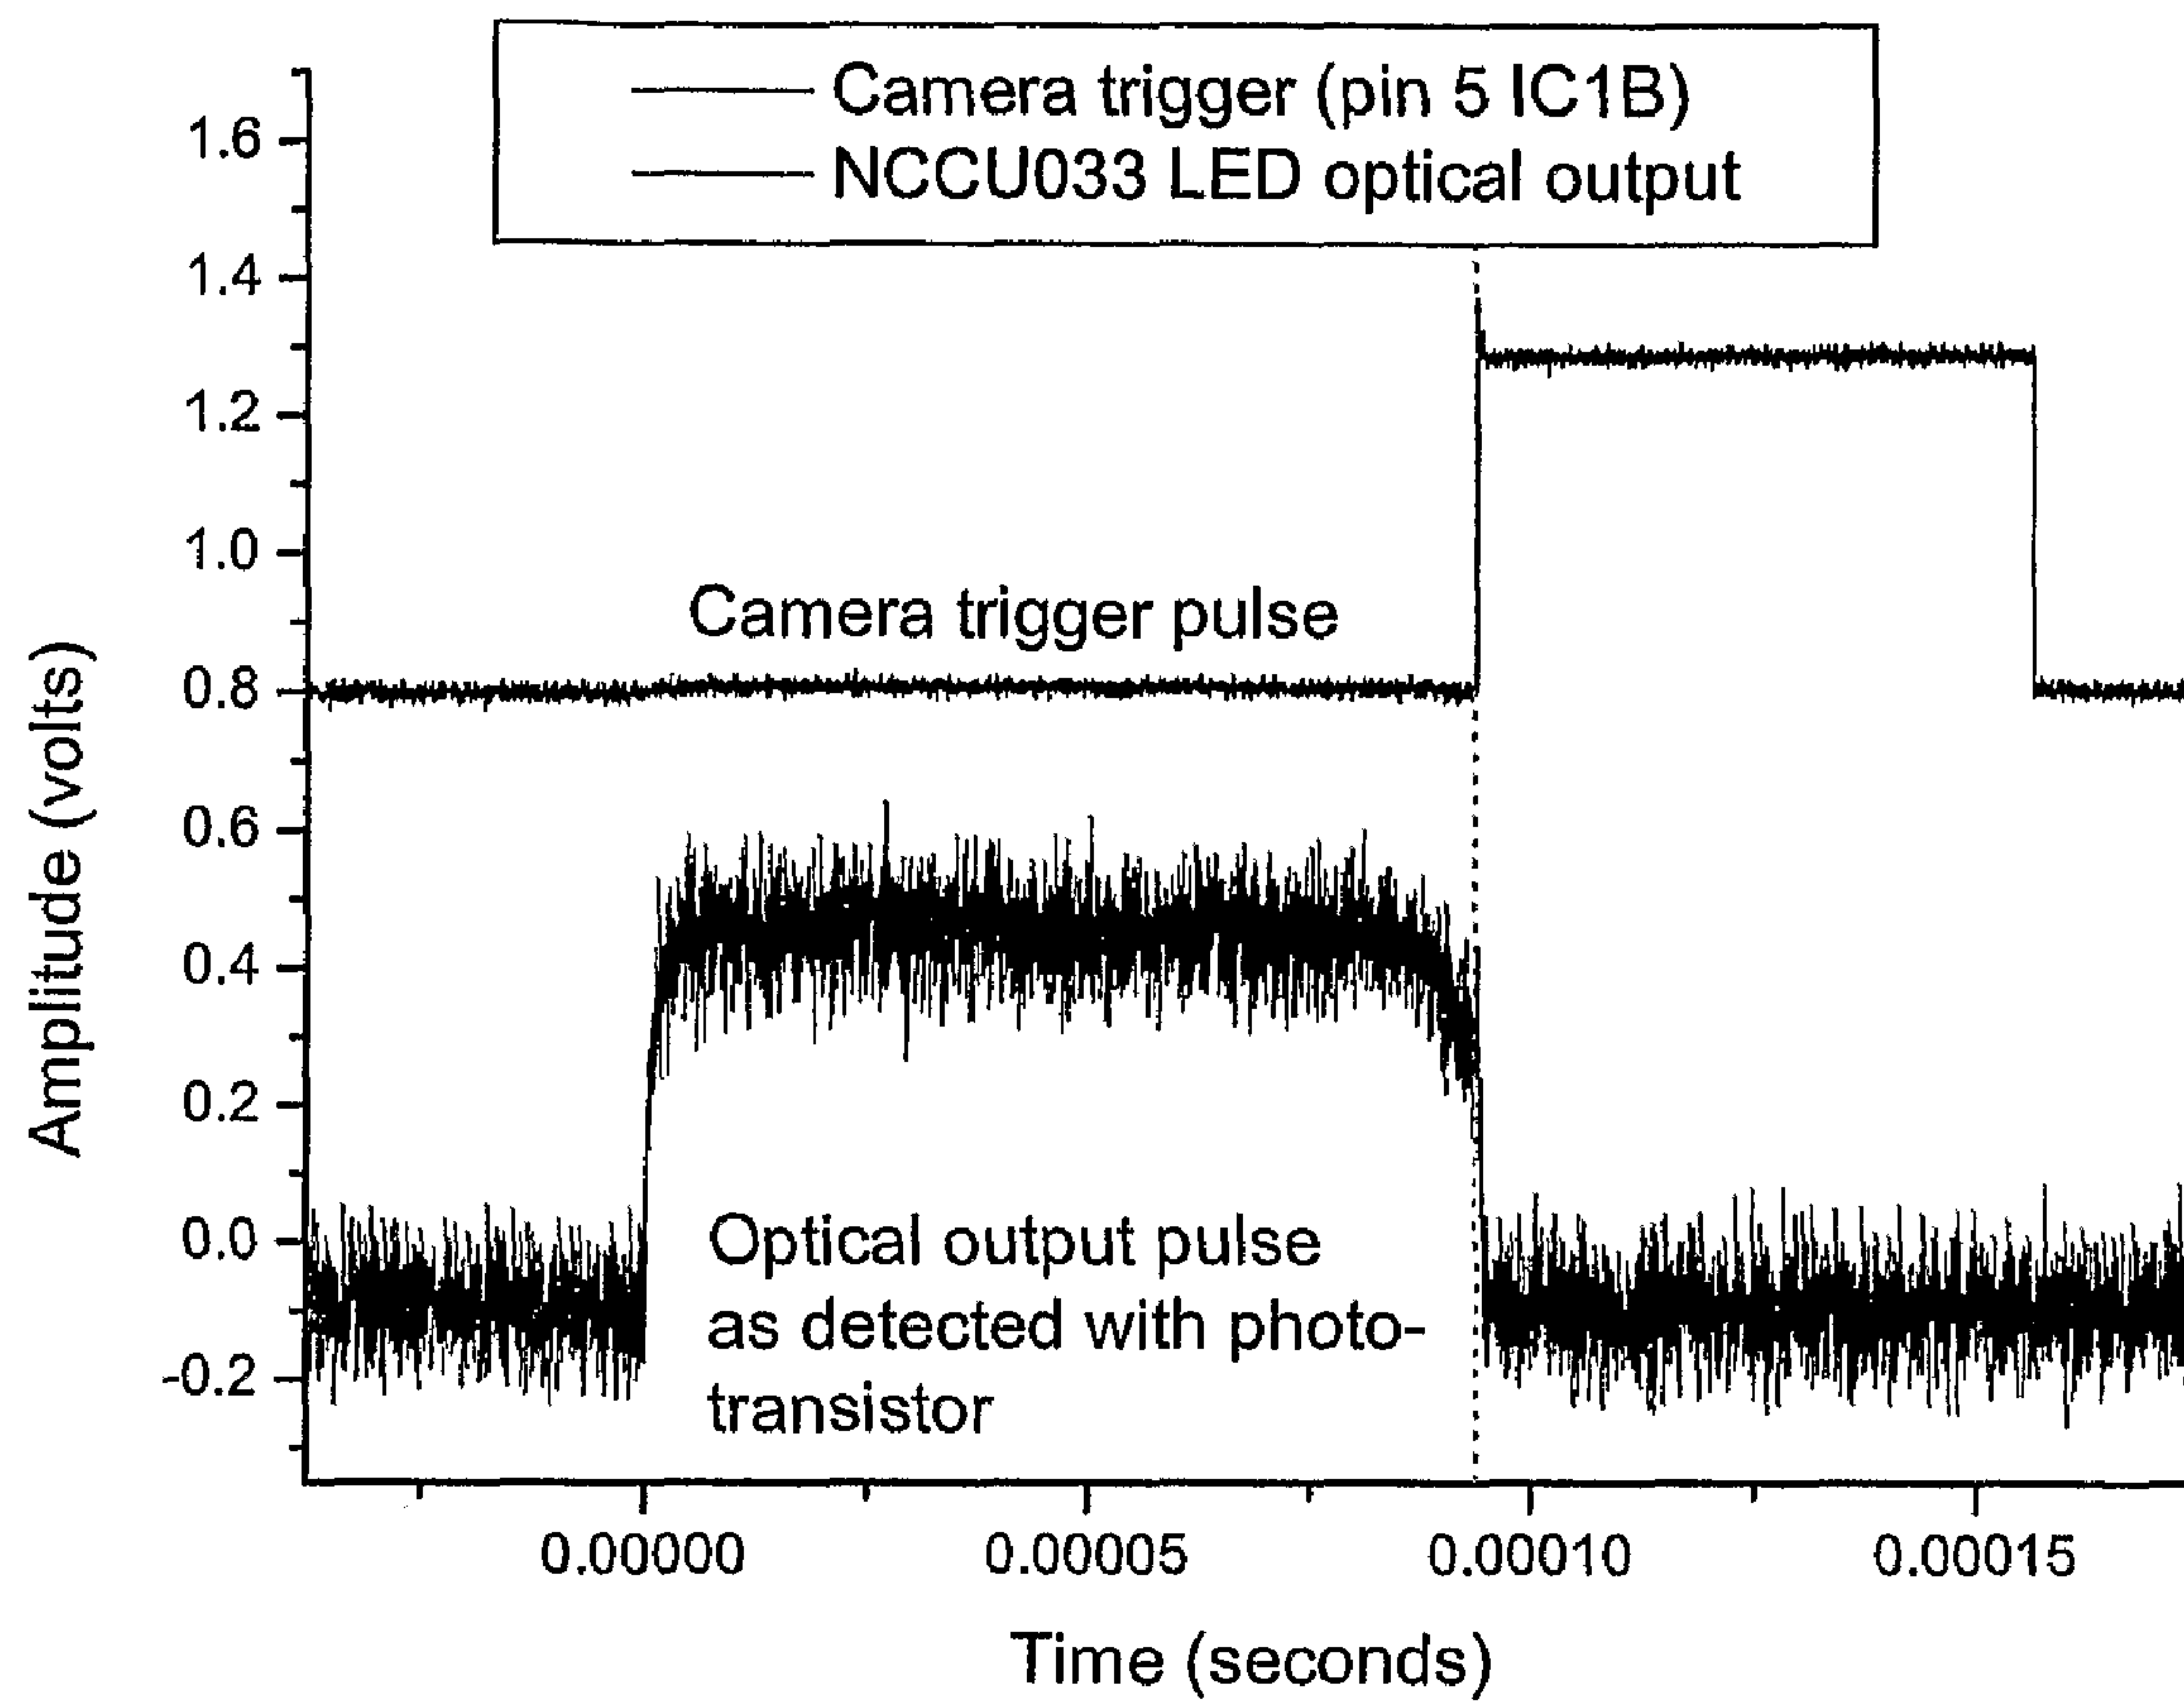 Camera trigger (pin 5 IC1B)
NCCU033 LED optical output
1.6
1.4
1.2
1.0
0.8
0.6
0.4
0.2
0.0
-0.2
Amplitude (volts)
Camera trigger pulse
Optical output pulse
as detected with photo-
transistor
0.00000
0.00005
0.00010
0.00015
Time (seconds)